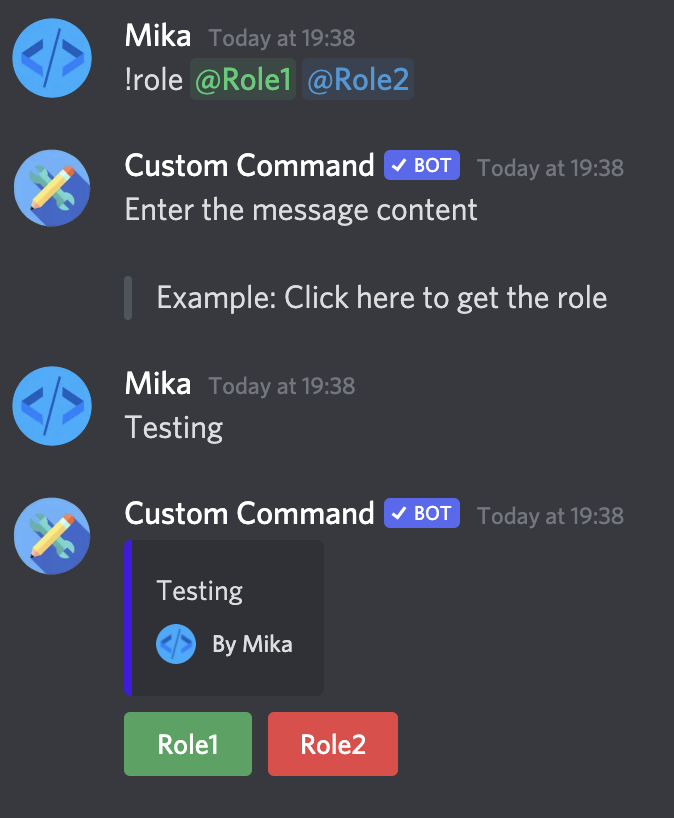 Mika Today at 19:38
!role @Role1 @Role2
Custom Command ✓ BOT Today at 19:38
Enter the message content
Example: Click here to get the role
Mika Today at 19:38
Testing
Custom Command ✓ BOT Today at 19:38
Testing
</> By Mika
Role1 Role2